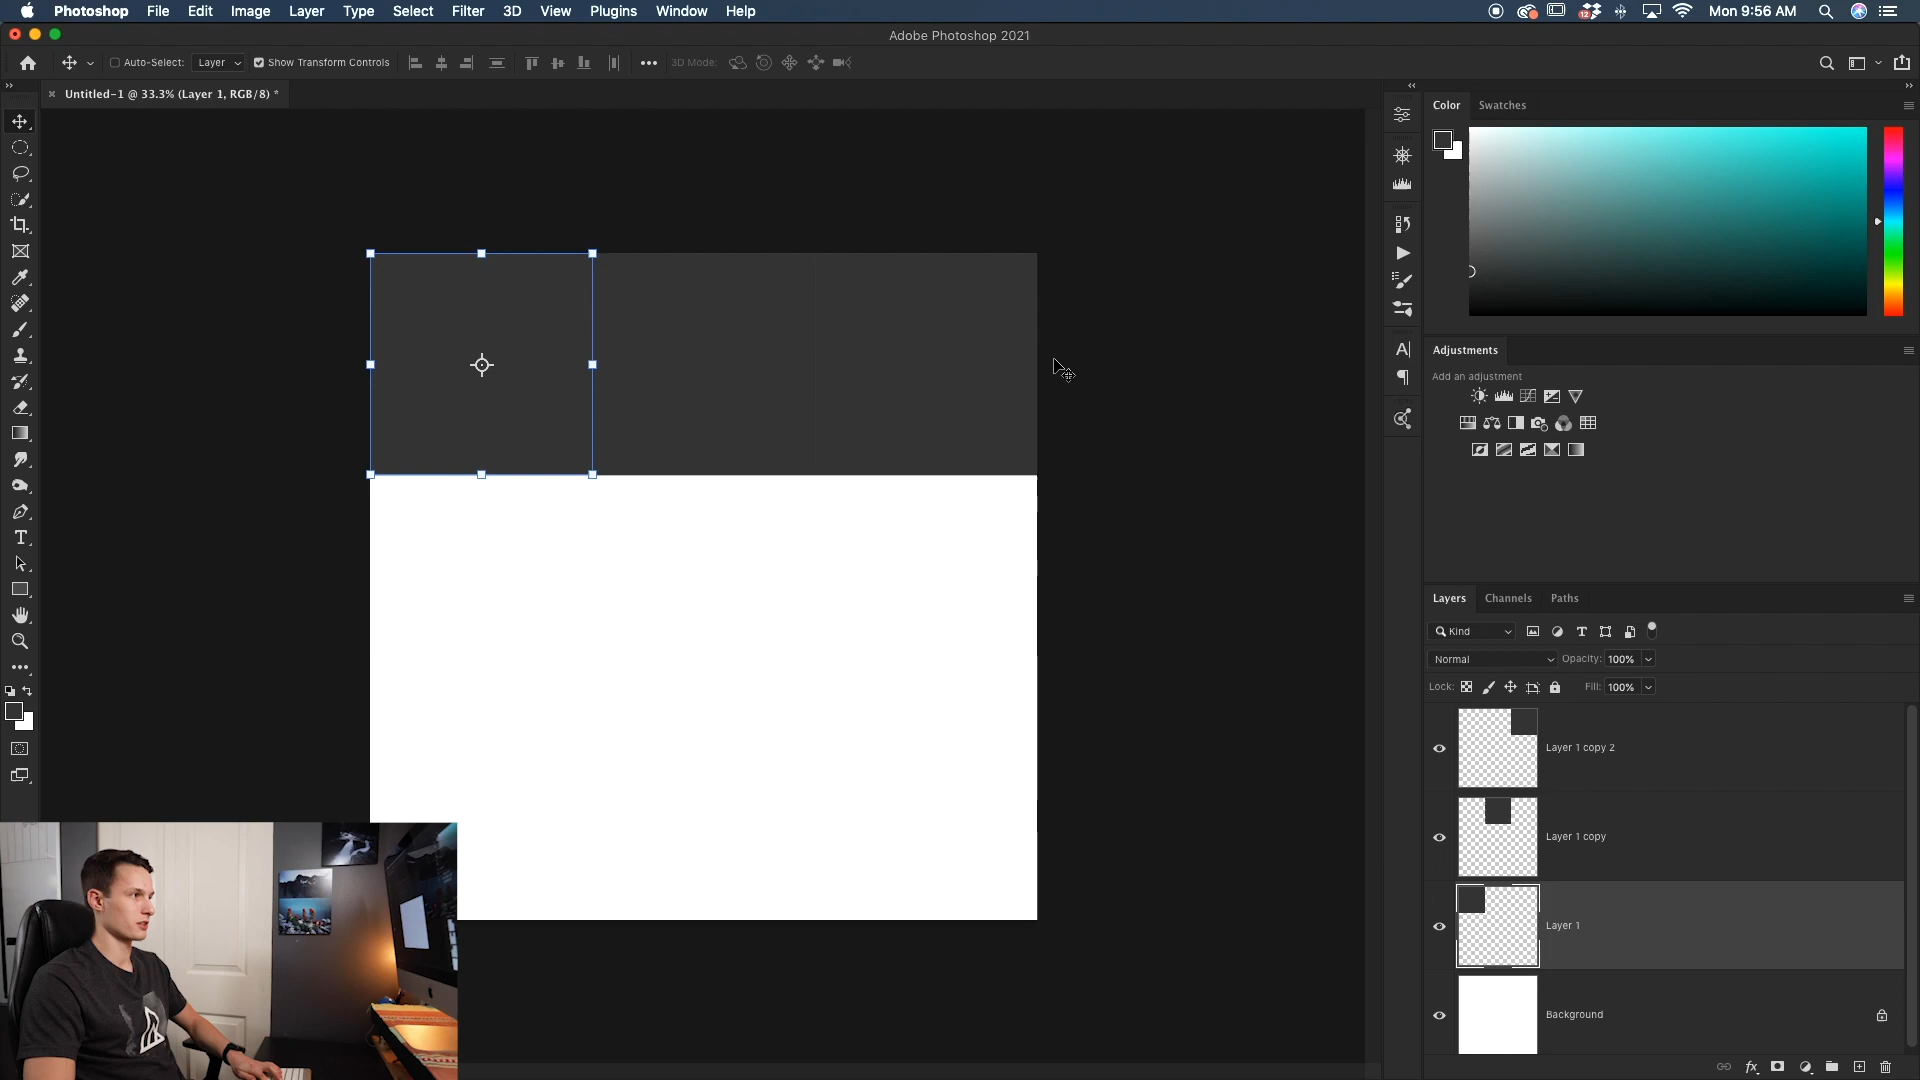 Photoshop File Edit Image Layer Type Select Filter 3D View Plugins Window Help
12
Mon 9:56 AM
Adobe Photoshop 2021
Auto-Select: Layer Show Transform Controls 3D Mode:
Untitled-1 @ 33.3% (Layer 1, RGB/8) *
Color Swatches
Adjustments
Add an adjustment
Layers Channels Paths
Kind
Normal Opacity: 100%
Lock: Fill: 100%
Layer 1 copy 2
Layer 1 copy
Layer 1
Background
fx